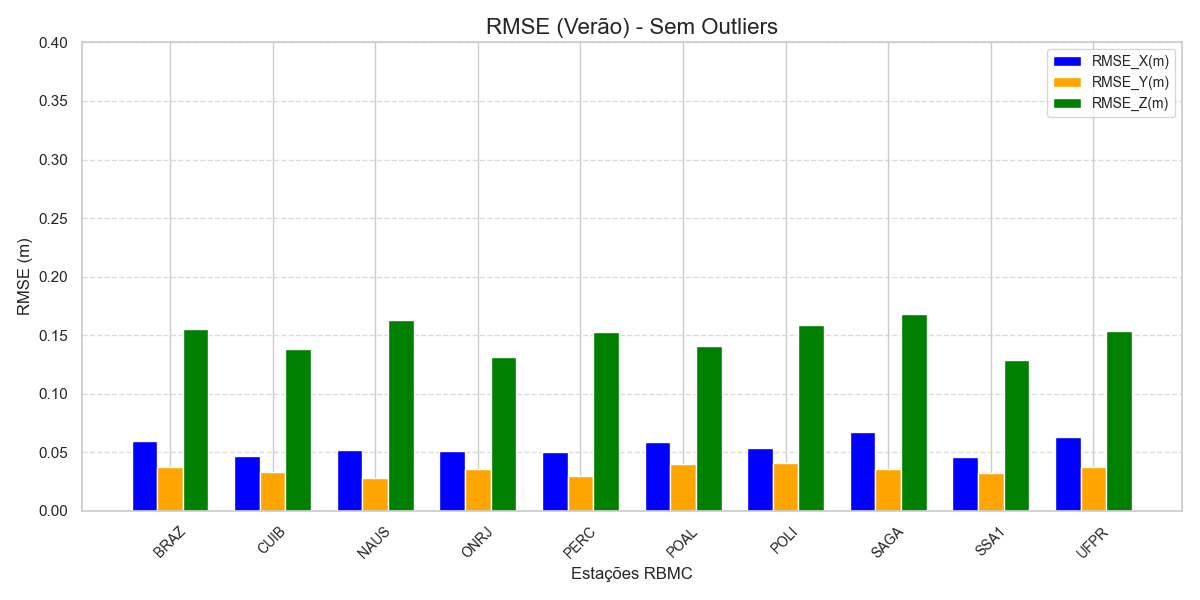 RMSE (Verão) - Sem Outliers
RMSE_X(m)
RMSE_Y(m)
RMSE_Z(m)
RMSE (m)
0.40
0.35
0.30
0.25
0.20
0.15
0.10
0.05
0.00
BRAZ
CUIB
NAUS
ONRJ
PERC
POAL
POLI
SAGA
SSA1
UFPR
Estações RBMC